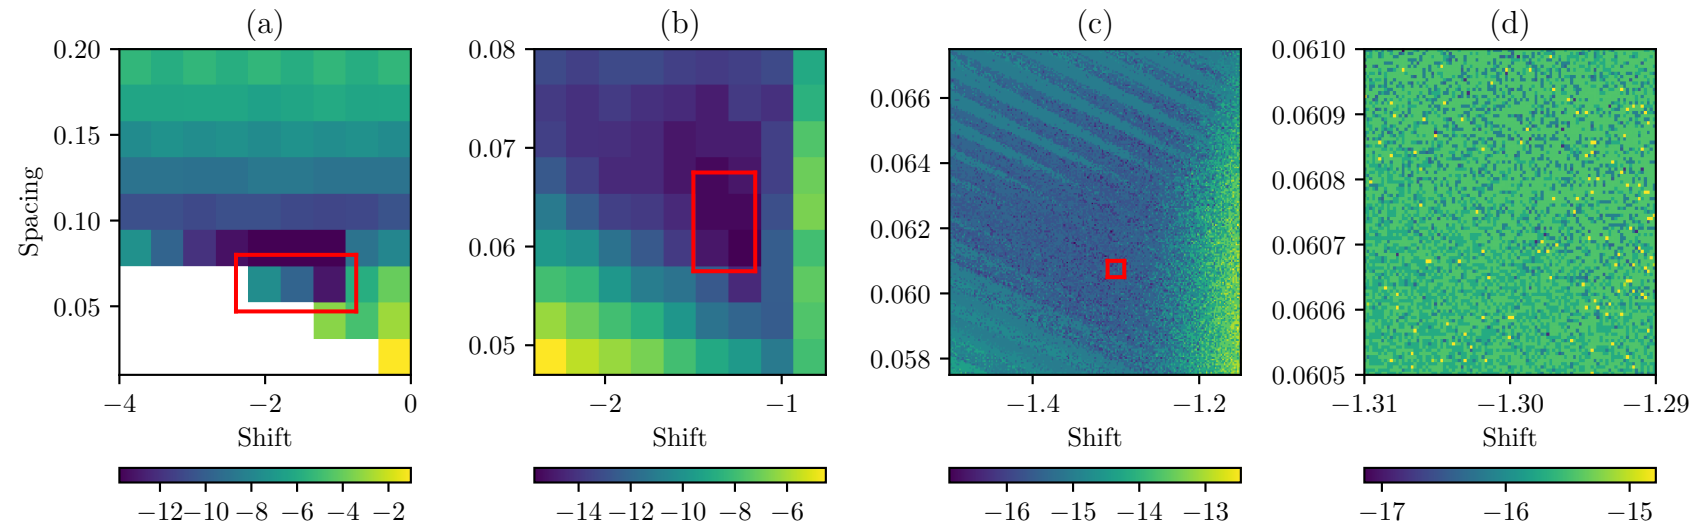 (a) (b) (c) (d)
Spacing
0.20
0.15
0.10
0.05
−4 −2 0
Shift
−12 −10 −8 −6 −4 −2
0.08
0.07
0.06
0.05
−2 −1
Shift
−14 −12 −10 −8 −6
0.066
0.064
0.062
0.060
0.058
−1.4 −1.2
Shift
−16 −15 −14 −13
0.0610
0.0609
0.0608
0.0607
0.0606
0.0605
−1.31 −1.30 −1.29
Shift
−17 −16 −15